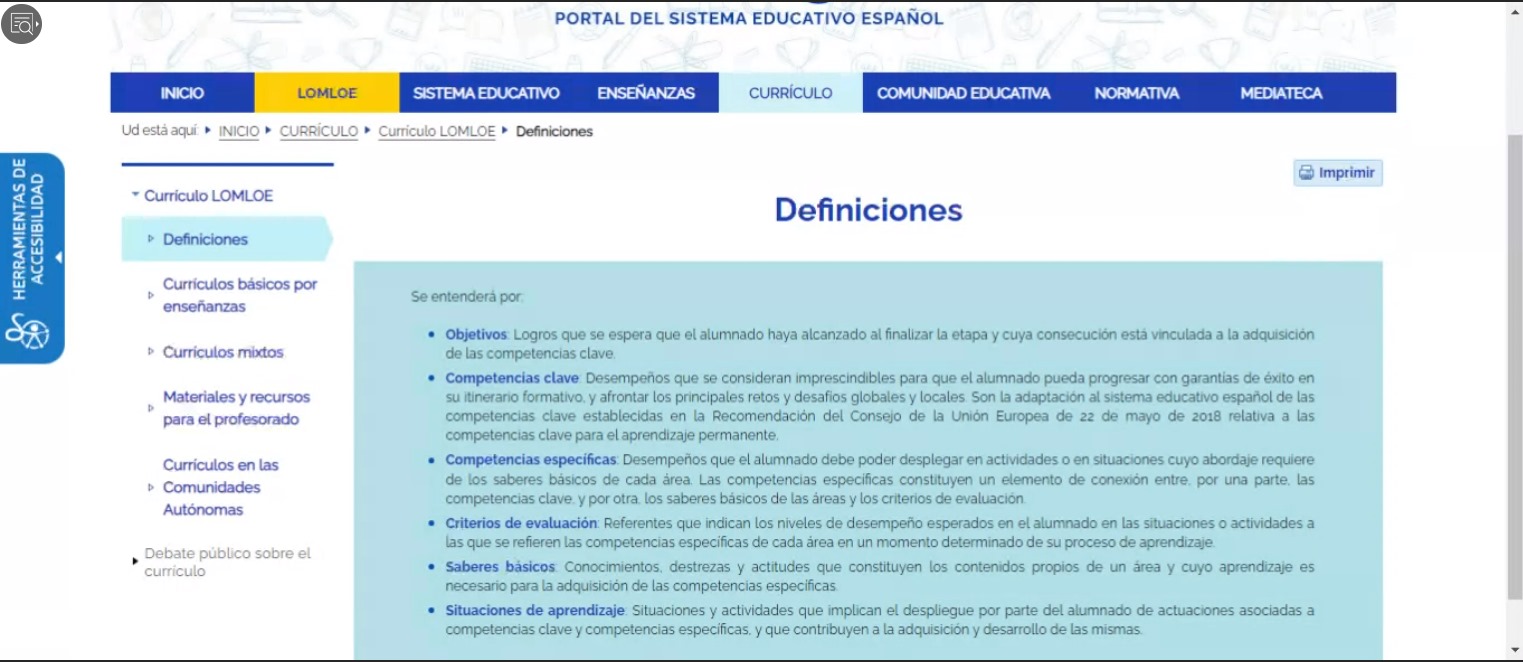 PORTAL DEL SISTEMA EDUCATIVO ESPAÑOL
INICIO LOMLOE SISTEMA EDUCATIVO ENSEÑANZAS CURRÍCULO COMUNIDAD EDUCATIVA NORMATIVA MEDIATECA
Ud está aquí: INICIO CURRÍCULO Currículo LOMLOE Definiciones
HERRAMIENTAS DE
ACCESIBILIDAD
Currículo LOMLOE
Definiciones
Currículos básicos por
enseñanzas
Currículos mixtos
Materiales y recursos
para el profesorado
Currículos en las
Comunidades
Autónomas
Debate público sobre el
currículo
Imprimir
Definiciones
Se entenderá por:
Objetivos: Logros que se espera que el alumnado haya alcanzado al finalizar la etapa y cuya consecución está vinculada a la adquisición
de las competencias clave.
Competencias clave: Desempeños que se consideran imprescindibles para que el alumnado pueda progresar con garantías de éxito en
su itinerario formativo, y afrontar los principales retos y desafíos globales y locales. Son la adaptación al sistema educativo español de las
competencias clave establecidas en la Recomendación del Consejo de la Unión Europea de 22 de mayo de 2018 relativa a las
competencias clave para el aprendizaje permanente.
Competencias específicas: Desempeños que el alumnado debe poder desplegar en actividades o en situaciones cuyo abordaje requiere
de los saberes básicos de cada área. Las competencias específicas constituyen un elemento de conexión entre, por una parte, las
competencias clave, y por otra, los saberes básicos de las áreas y los criterios de evaluación.
Criterios de evaluación: Referentes que indican los niveles de desempeño esperados en el alumnado en las situaciones o actividades a
las que se refieren las competencias específicas de cada área en un momento determinado de su proceso de aprendizaje.
Saberes básicos: Conocimientos, destrezas y actitudes que constituyen los contenidos propios de un área y cuyo aprendizaje es
necesario para la adquisición de las competencias específicas.
Situaciones de aprendizaje: Situaciones y actividades que implican el despliegue por parte del alumnado de actuaciones asociadas a
competencias clave y competencias específicas, y que contribuyen a la adquisición y desarrollo de las mismas.